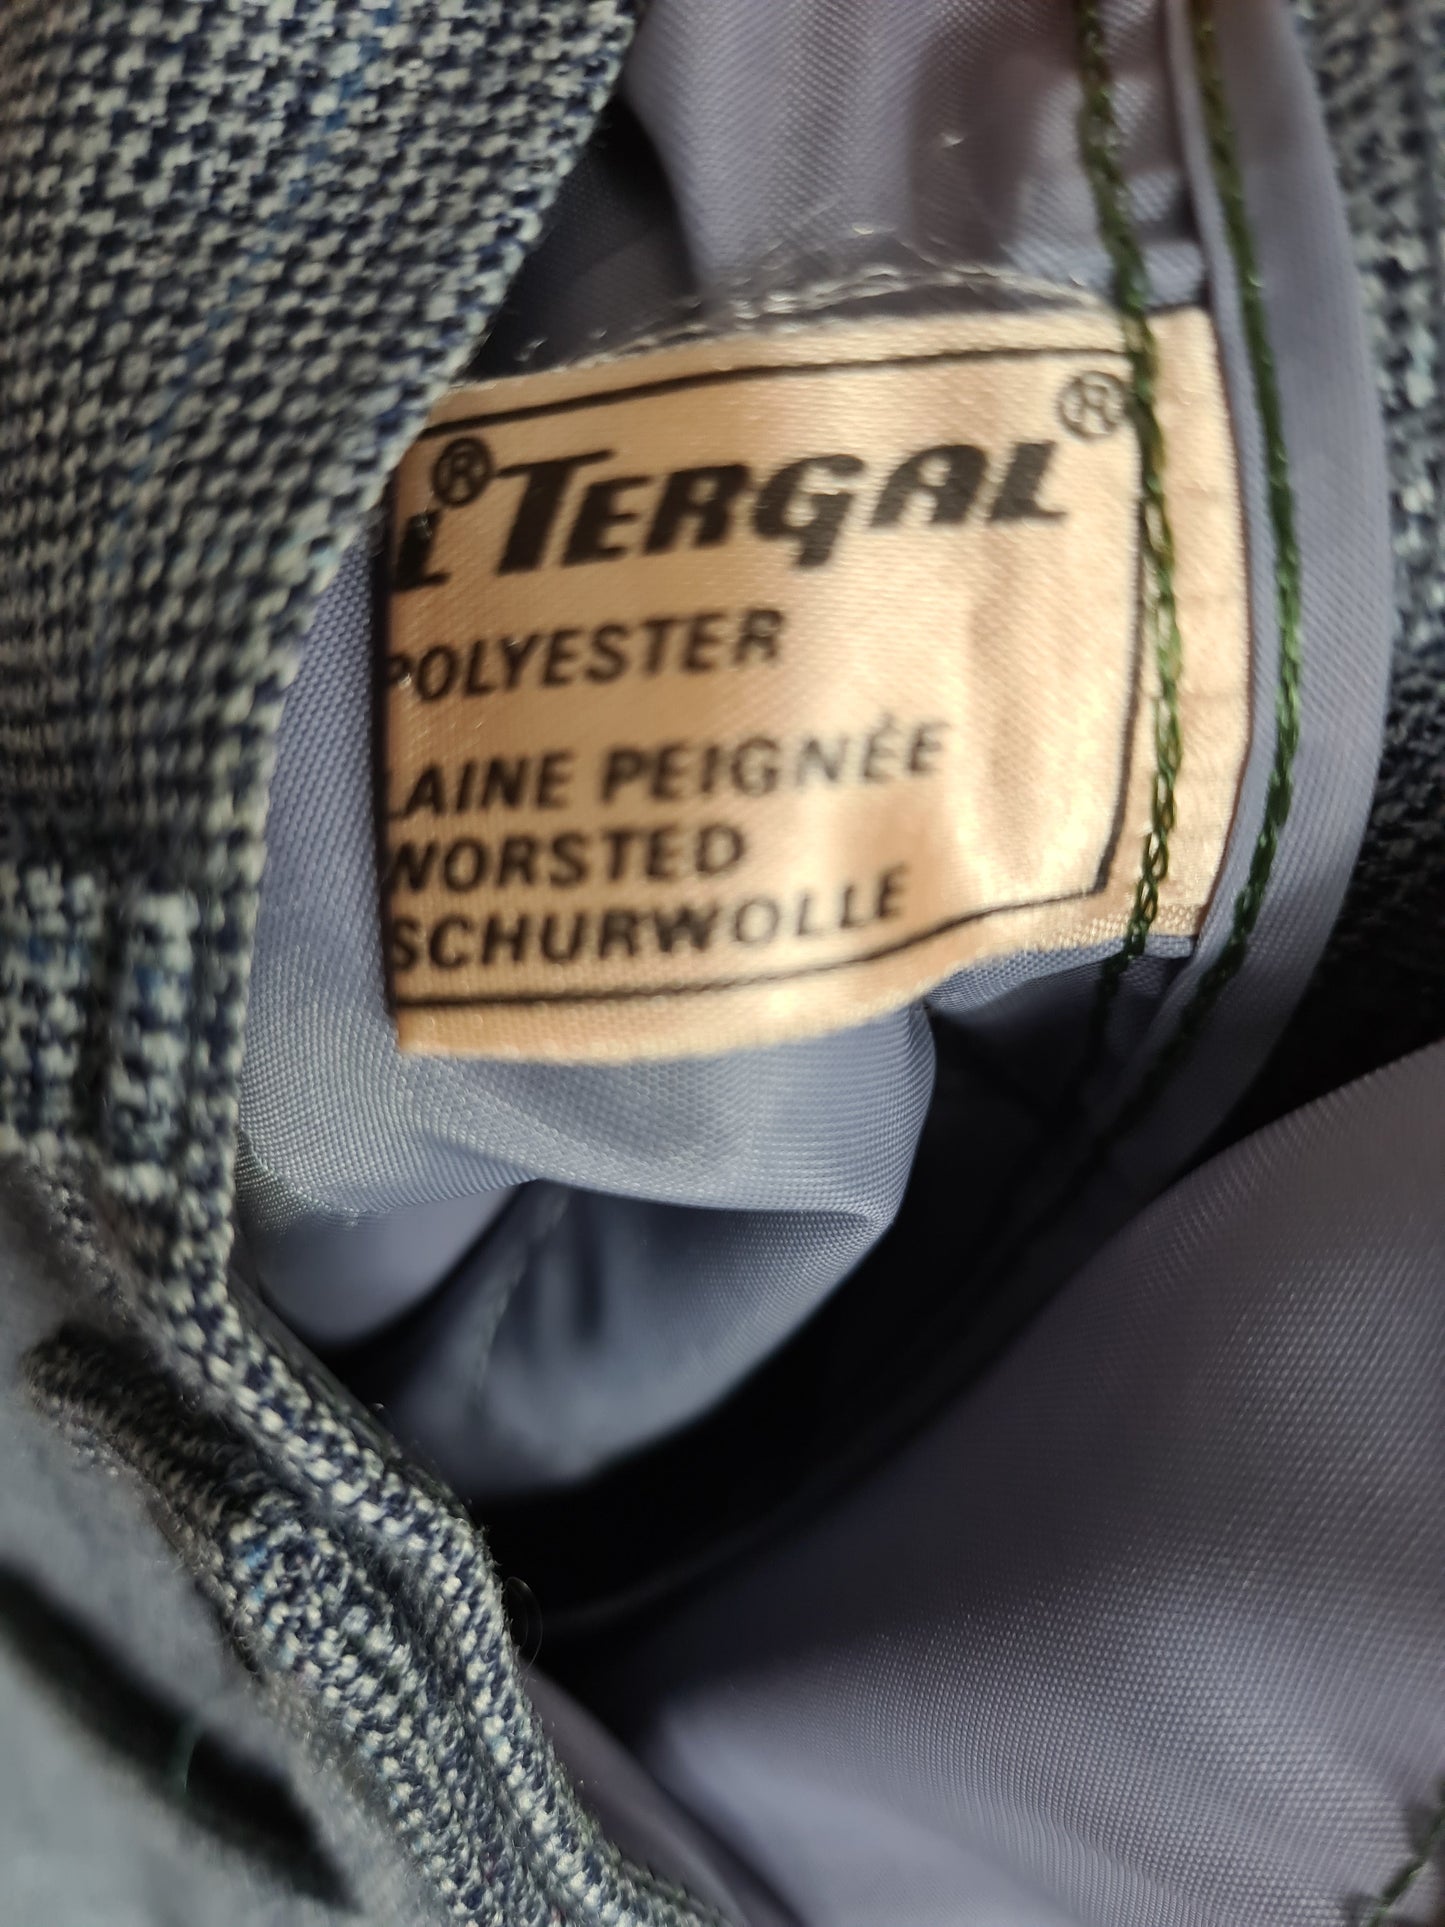 L® TERGAL®
POLYESTER
LAINE PEIGNÉE
WORSTED
SCHURWOLLE